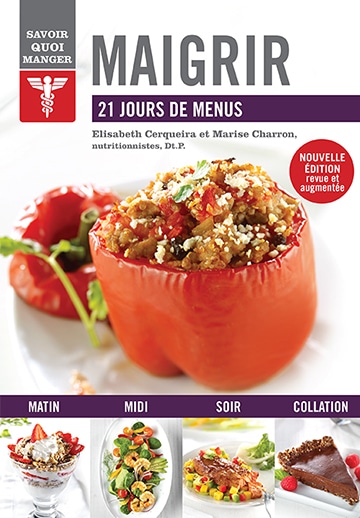 SAVOIR
QUOI
MANGER
MAIGRIR
21 JOURS DE MENUS
Elisabeth Cerqueira et Marise Charron,
nutritionnistes, Dt.P.
NOUVELLE
ÉDITION
revue et
augmentée
MATIN MIDI SOIR COLLATION